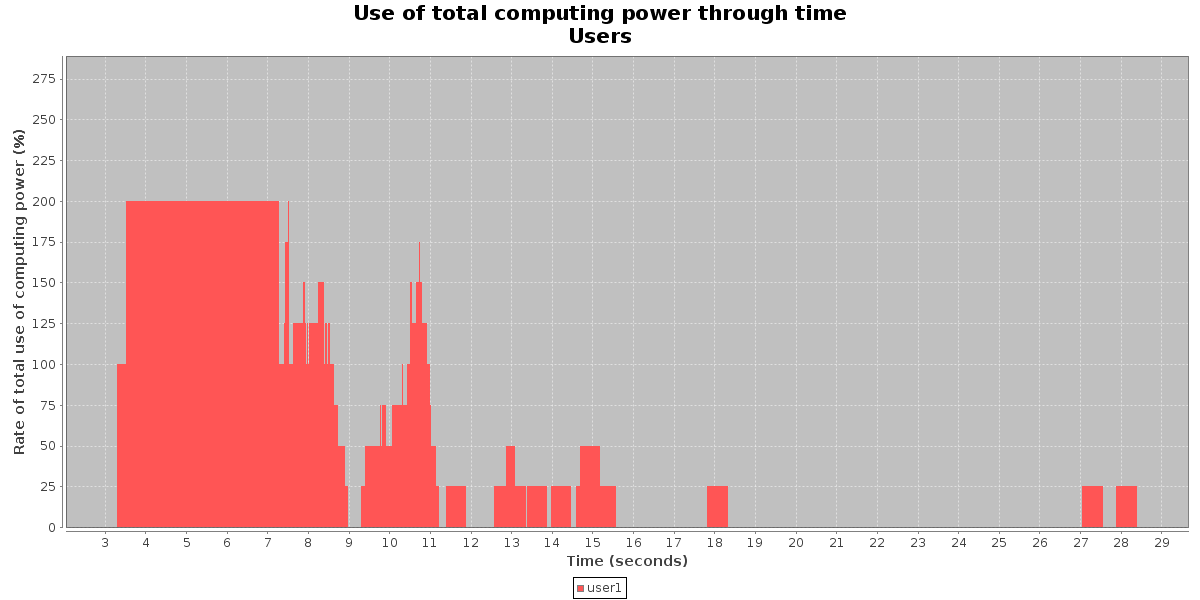 Use of total computing power through time
Users
Rate of total use of computing power (%)
275
250
225
200
175
150
125
100
75
50
25
0
3 4 5 6 7 8 9 10 11 12 13 14 15 16 17 18 19 20 21 22 23 24 25 26 27 28 29
Time (seconds)
user1